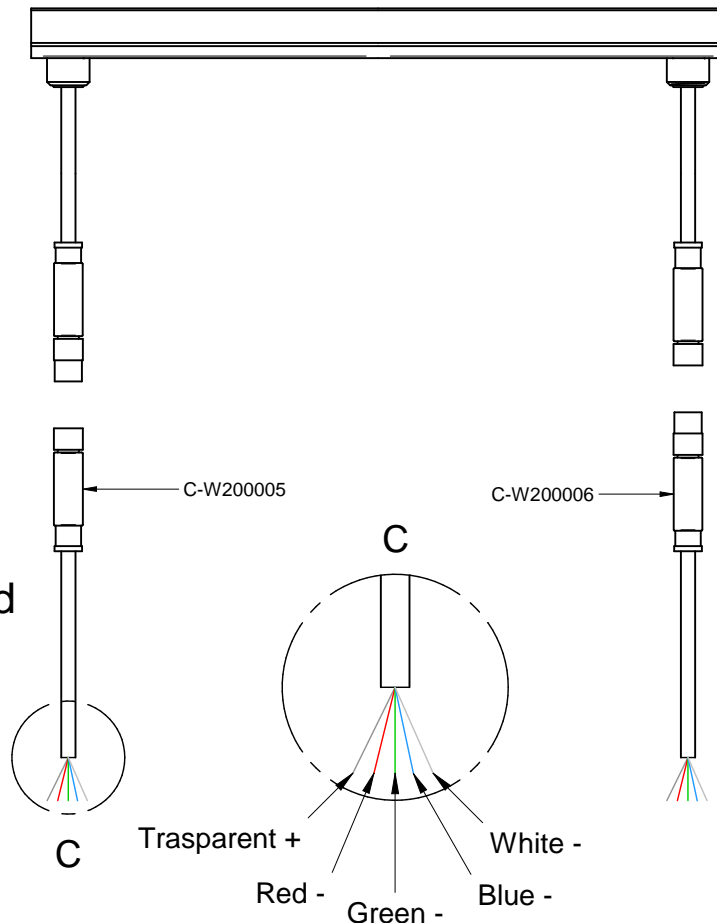 C-W200005
C-W200006
C
d
Trasparent +
White -
C
Red -
Blue -
Green -